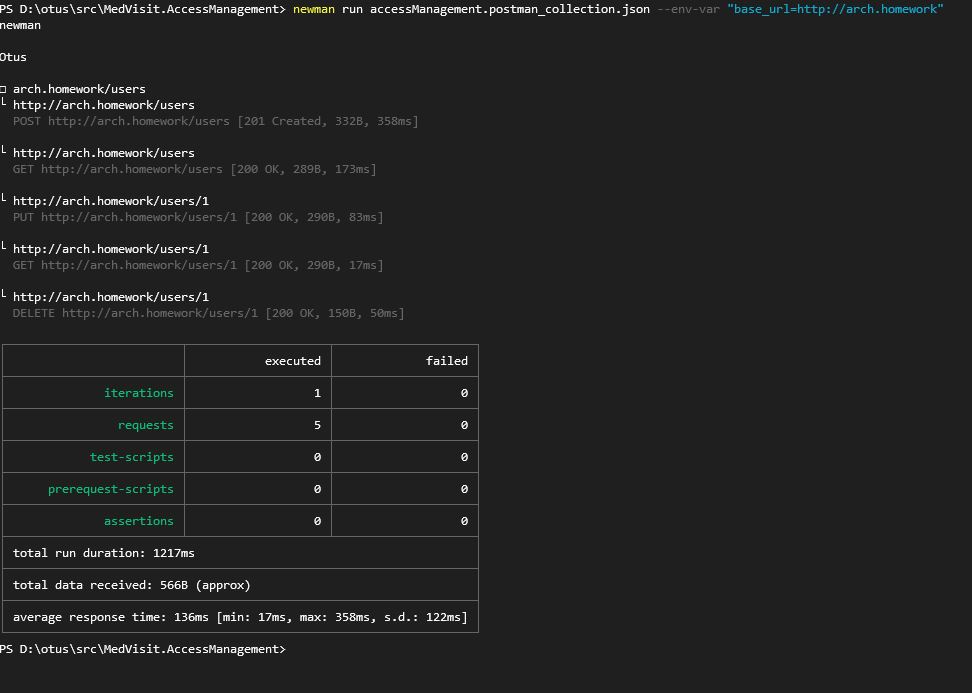 PS D:\otus\src\MedVisit.AccessManagement> newman run accessManagement.postman_collection.json --env-var "base_url=http://arch.homework"
newman
Otus
□ arch.homework/users
└ http://arch.homework/users
POST http://arch.homework/users [201 Created, 332B, 358ms]
└ http://arch.homework/users
GET http://arch.homework/users [200 OK, 289B, 173ms]
└ http://arch.homework/users/1
PUT http://arch.homework/users/1 [200 OK, 290B, 83ms]
└ http://arch.homework/users/1
GET http://arch.homework/users/1 [200 OK, 290B, 17ms]
└ http://arch.homework/users/1
DELETE http://arch.homework/users/1 [200 OK, 150B, 50ms]
executed failed
iterations 1 0
requests 5 0
test-scripts 0 0
prerequest-scripts 0 0
assertions 0 0
total run duration: 1217ms
total data received: 566B (approx)
average response time: 136ms [min: 17ms, max: 358ms, s.d.: 122ms]
PS D:\otus\src\MedVisit.AccessManagement>